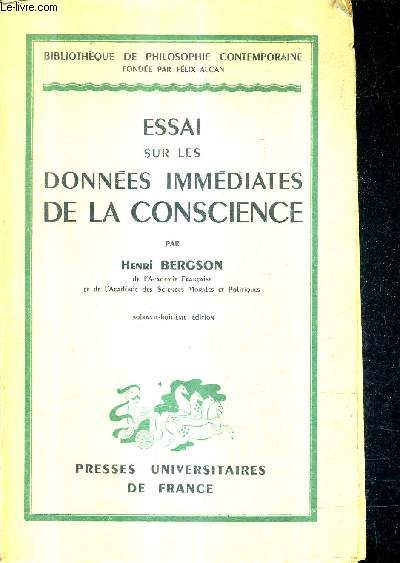 Le-livre.com
BIBLIOTHÈQUE DE PHILOSOPHIE CONTEMPORAINE
FONDÉE PAR FÉLIX ALCAN
ESSAI
SUR LES
DONNÉES IMMÉDIATES
DE LA CONSCIENCE
PAR
HENRI BERGSON
de l'Académie Française
et de l'Académie des Sciences Morales et Politiques
édition
PRESSES UNIVERSITAIRES
DE FRANCE